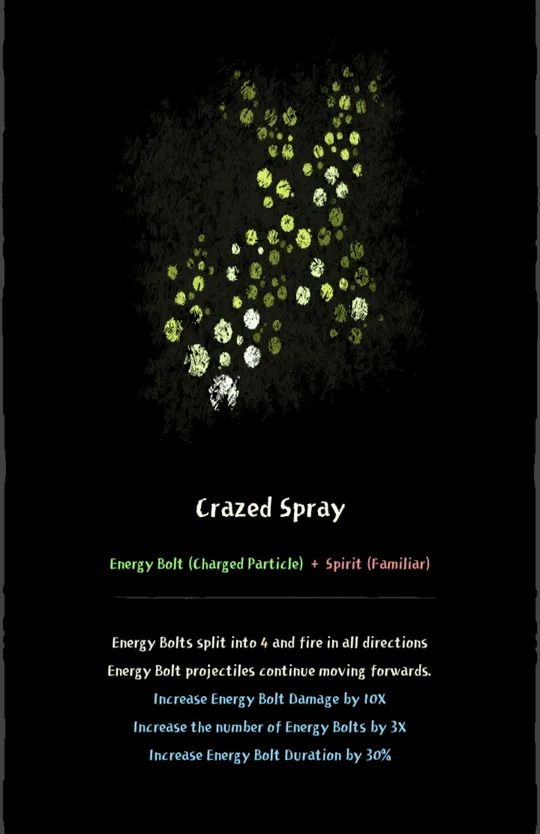 Crazed Spray
Energy Bolt (Charged Particle) + Spirit (Familiar)
Energy Bolts split into 4 and fire in all directions
Energy Bolt projectiles continue moving forwards.
Increase Energy Bolt Damage by 10X
Increase the number of Energy Bolts by 3X
Increase Energy Bolt Duration by 30%